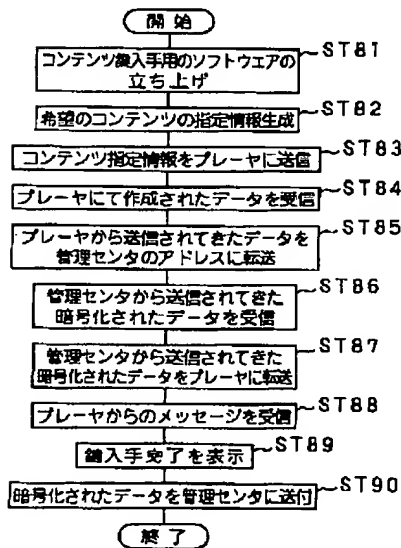 開始
コンテンツ鍵入手用のソフトウェアの
立ち上げ
ST81
希望のコンテンツの指定情報生成
ST82
コンテンツ指定情報をプレーヤに送信
ST83
プレーヤにて作成されたデータを受信
ST84
プレーヤから送信されてきたデータを
管理センタのアドレスに転送
ST85
管理センタから送信されてきた
暗号化されたデータを受信
ST86
管理センタから送信されてきた
暗号化されたデータをプレーヤに転送
ST87
プレーヤからのメッセージを受信
ST88
鍵入手完了を表示
ST89
暗号化されたデータを管理センタに送付
ST90
終了